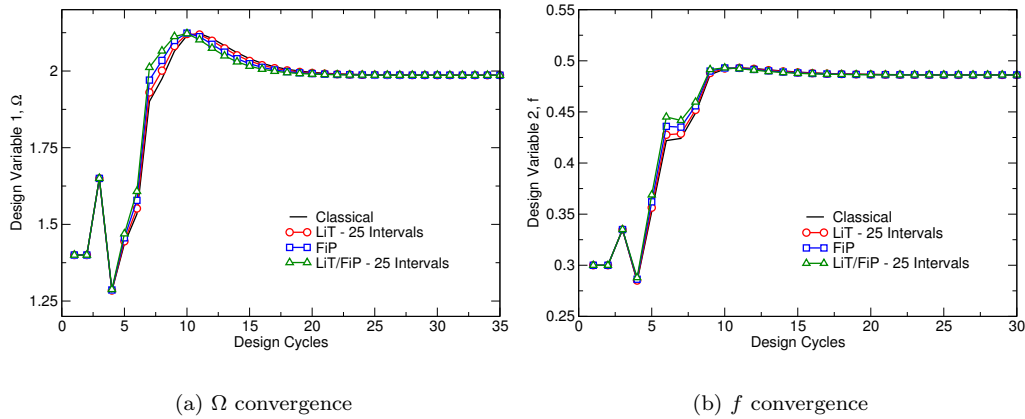 Design Variable 1, Ω
2
1.75
1.5
1.25
0 5 10 15 20 25 30 35
Design Cycles
Classical
LiT - 25 Intervals
FiP
LiT/FiP - 25 Intervals
(a) Ω convergence
Design Variable 2, f
0.55
0.5
0.45
0.4
0.35
0.3
0.25
0 5 10 15 20 25 30
Design Cycles
Classical
LiT - 25 Intervals
FiP
LiT/FiP - 25 Intervals
(b) f convergence